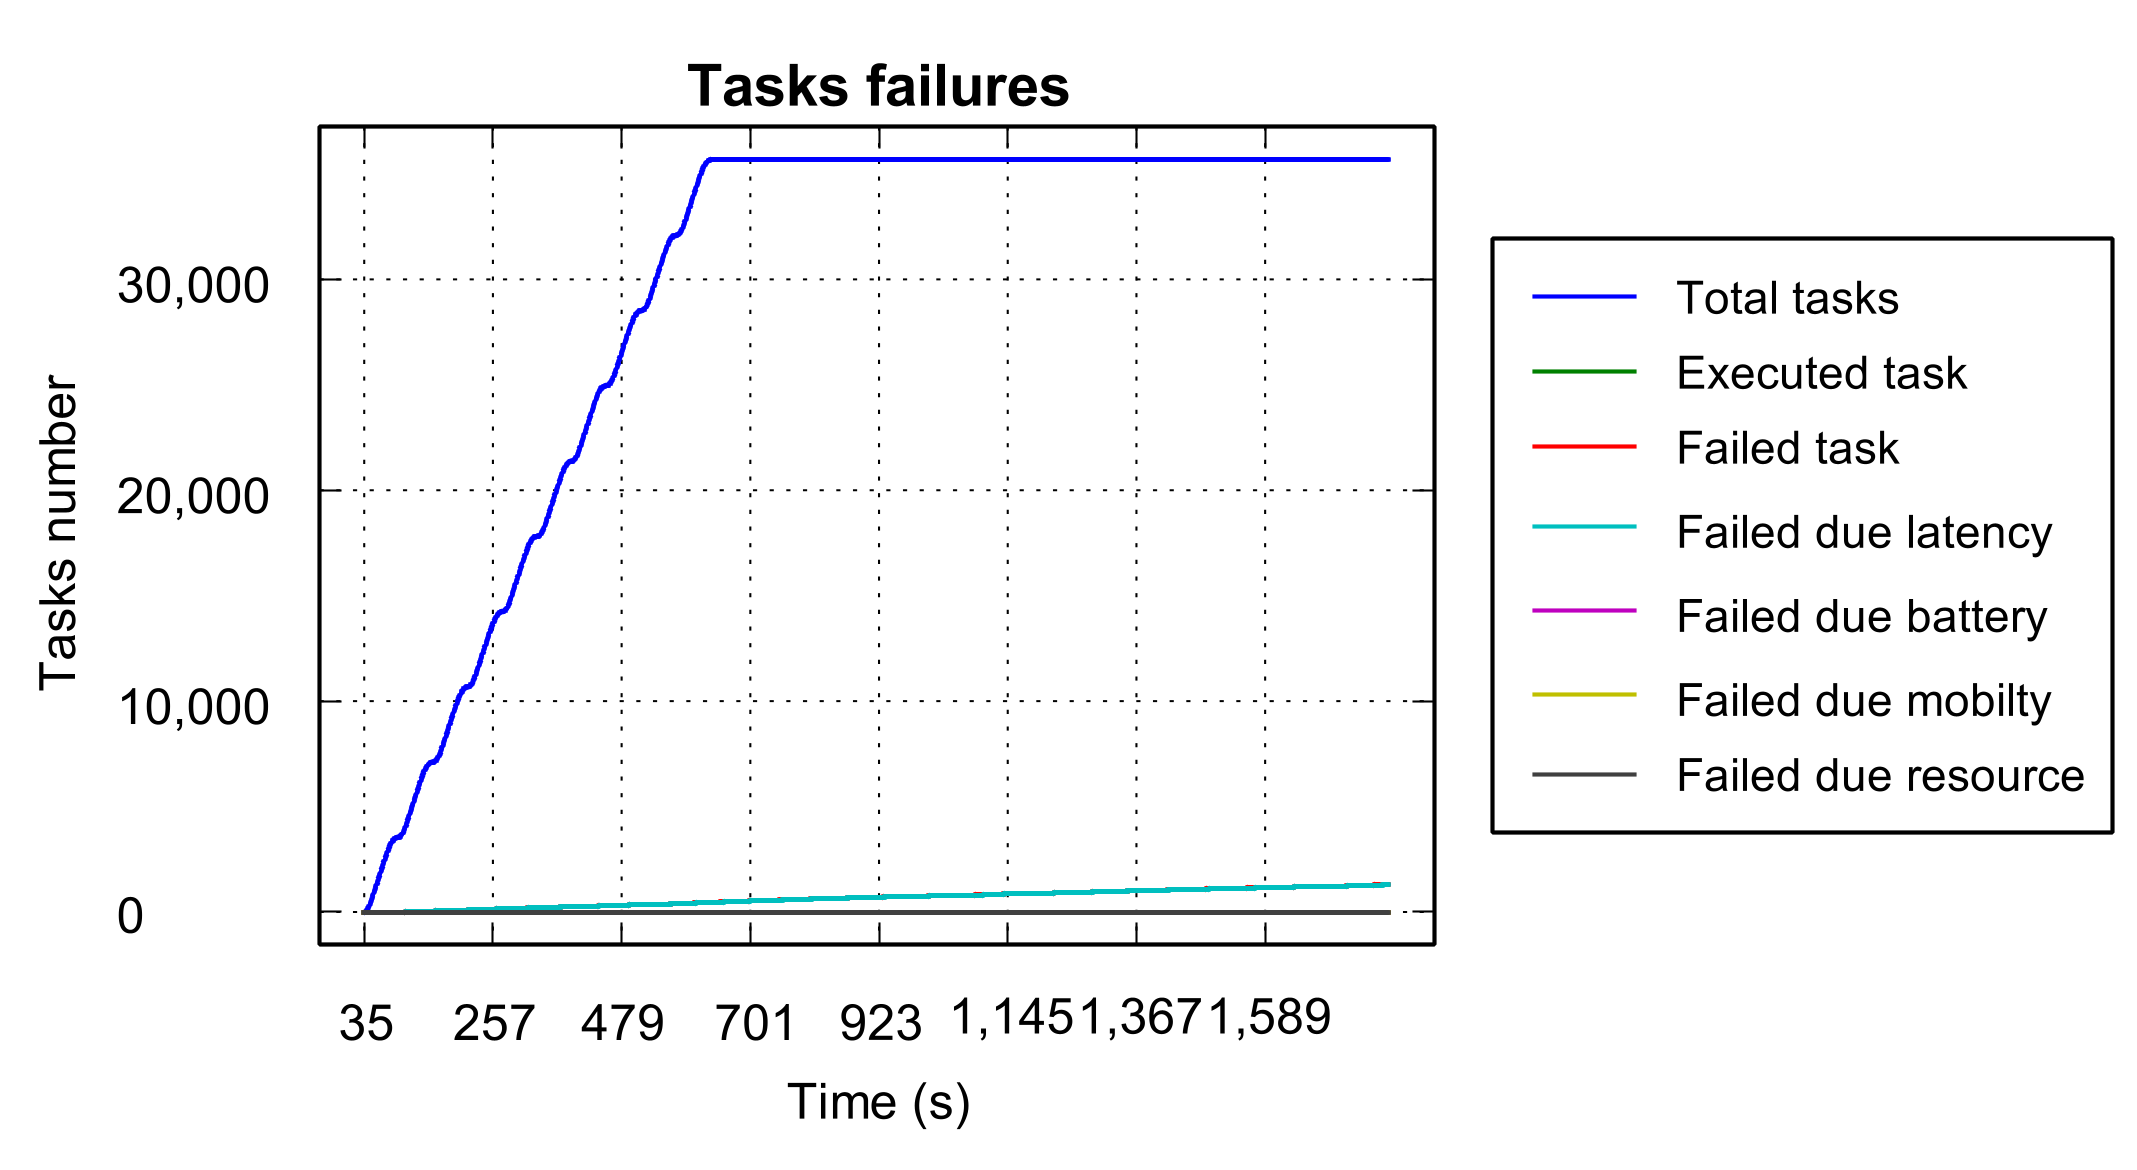 Tasks failures
30,000
20,000
10,000
0
Tasks number
35 257 479 701 923 1,145 1,367 1,589
Time (s)
Total tasks
Executed task
Failed task
Failed due latency
Failed due battery
Failed due mobilty
Failed due resource